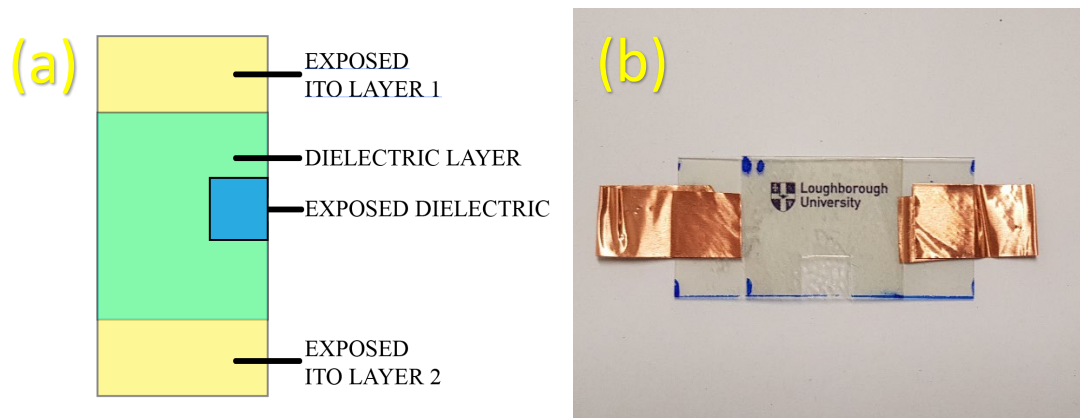 (a)
EXPOSED
ITO LAYER 1
DIELECTRIC LAYER
EXPOSED DIELECTRIC
EXPOSED
ITO LAYER 2
(b)
Loughborough
University